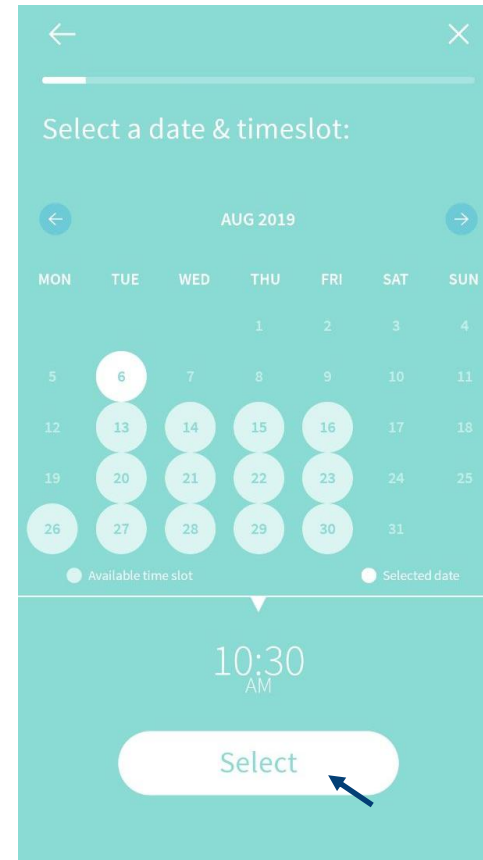 Select a date & timeslot:
AUG 2019
MON TUE WED THU FRI SAT SUN
1 2 3 4
5 6 7 8 9 10 11
12 13 14 15 16 17 18
19 20 21 22 23 24 25
26 27 28 29 30 31
Available time slot Selected date
10:30
AM
Select